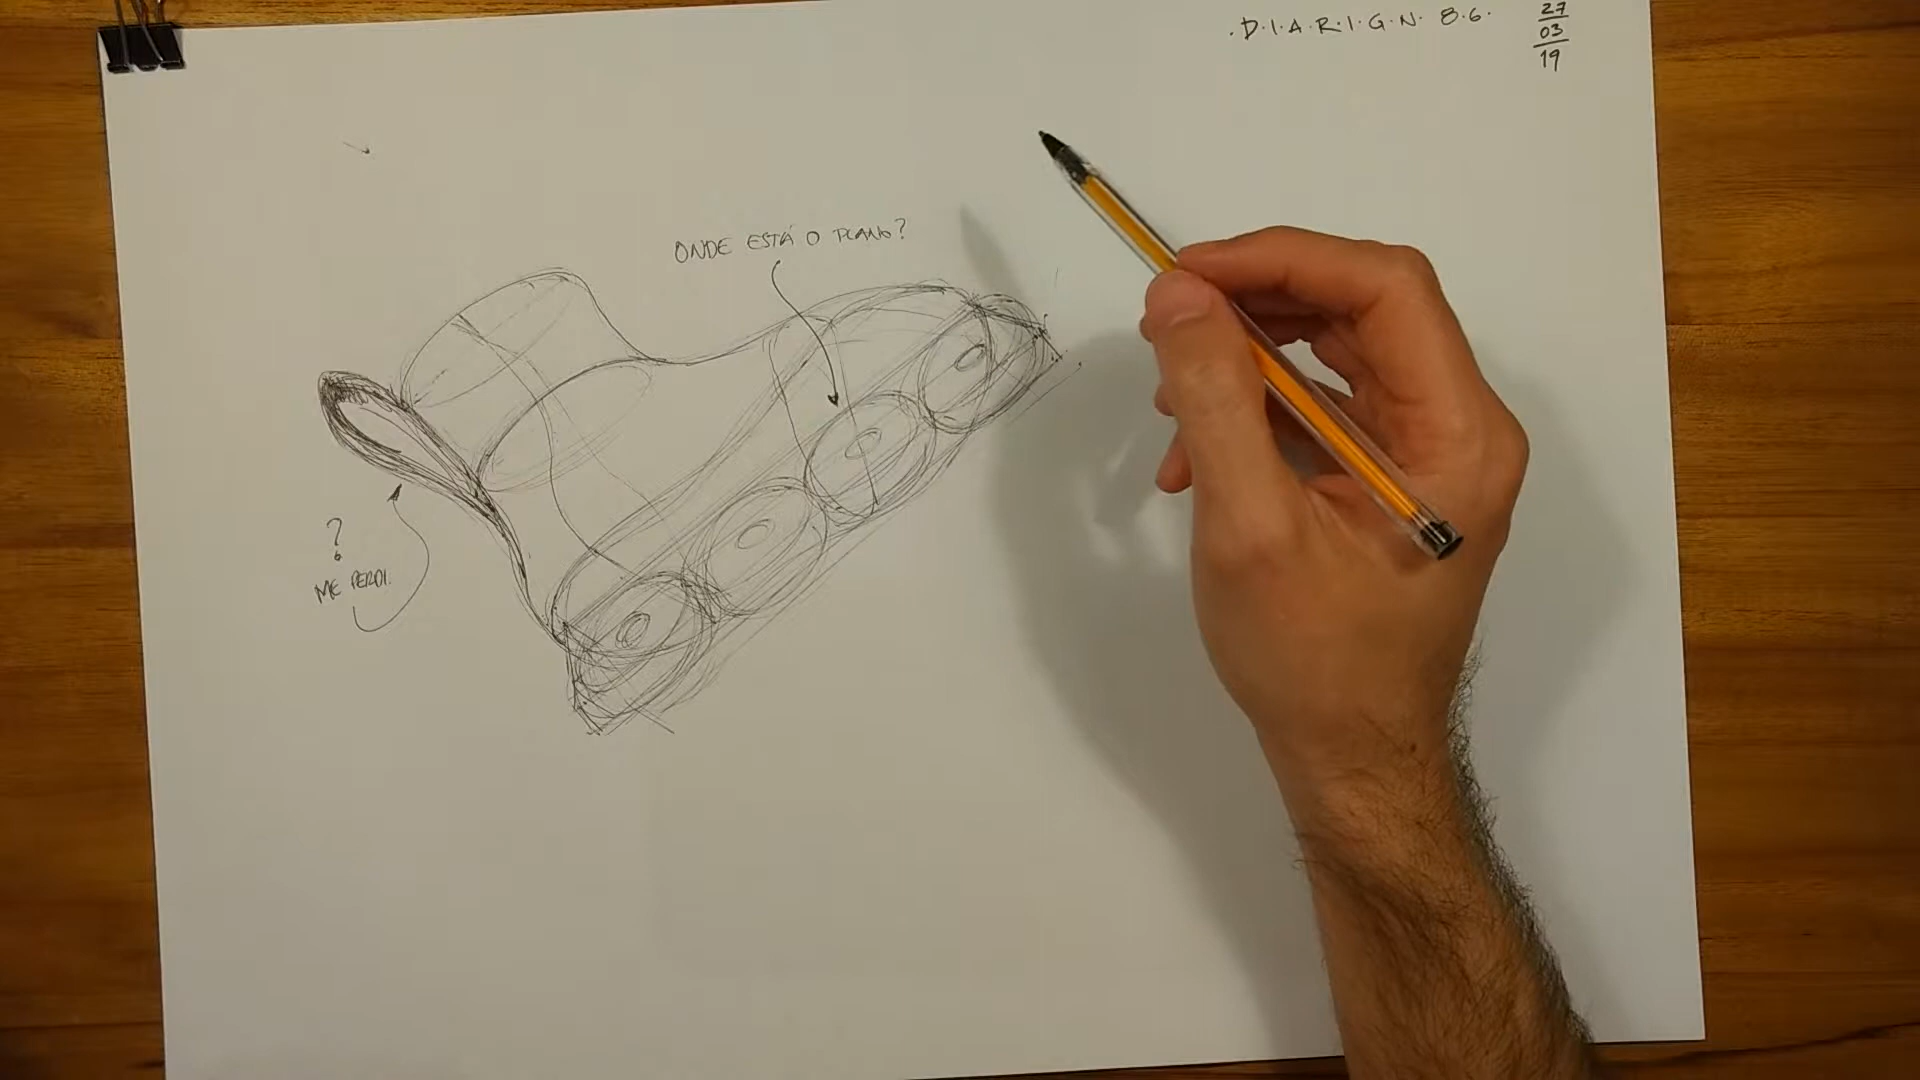 .D.I.A.R.I.G.N. 8.6.
27
03
19
ONDE ESTÁ O PLANO?
?
ME PERDI.